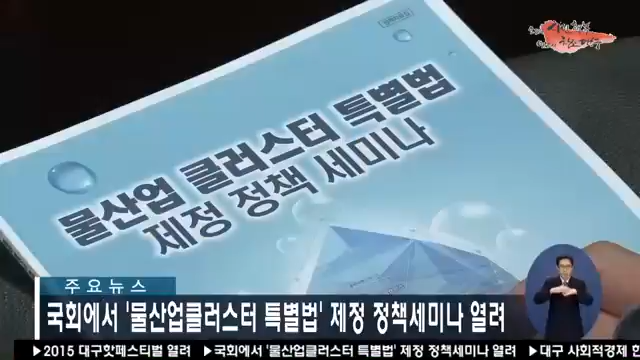 물산업 클러스터 특별법
제정 정책 세미나
주요뉴스
국회에서 '물산업클러스터 특별법' 제정 정책세미나 열려
▶2015 대구핫페스티벌 열려 ▶국회에서 '물산업클러스터 특별법' 제정 정책세미나 열려 ▶대구 사회적경제 한